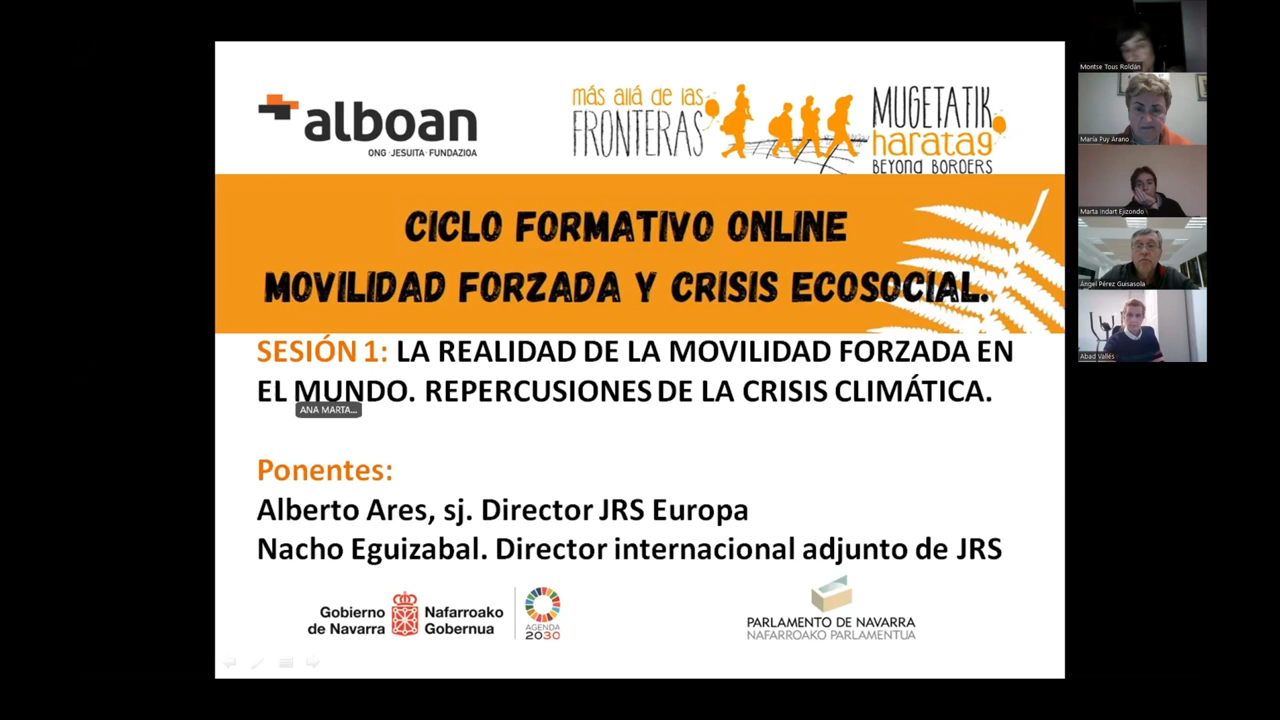 alboan
ONG · JESUITA · FUNDAZIOA
más allá de las
FRONTERAS
MUGETATIK
haratago
BEYOND BORDERS
CICLO FORMATIVO ONLINE
MOVILIDAD FORZADA Y CRISIS ECOSOCIAL.
SESIÓN 1: LA REALIDAD DE LA MOVILIDAD FORZADA EN
EL MUNDO. REPERCUSIONES DE LA CRISIS CLIMÁTICA.
ANA MARTA...
Ponentes:
Alberto Ares, sj. Director JRS Europa
Nacho Eguizabal. Director internacional adjunto de JRS
Gobierno
de Navarra
Nafarroako
Gobernua
AGENDA
2030
PARLAMENTO DE NAVARRA
NAFARROAKO PARLAMENTUA
Montse Tous Roldán
María Puy Arano
Marta Indart Ejizondo
Ángel Pérez Guisasola
Abad Vallés